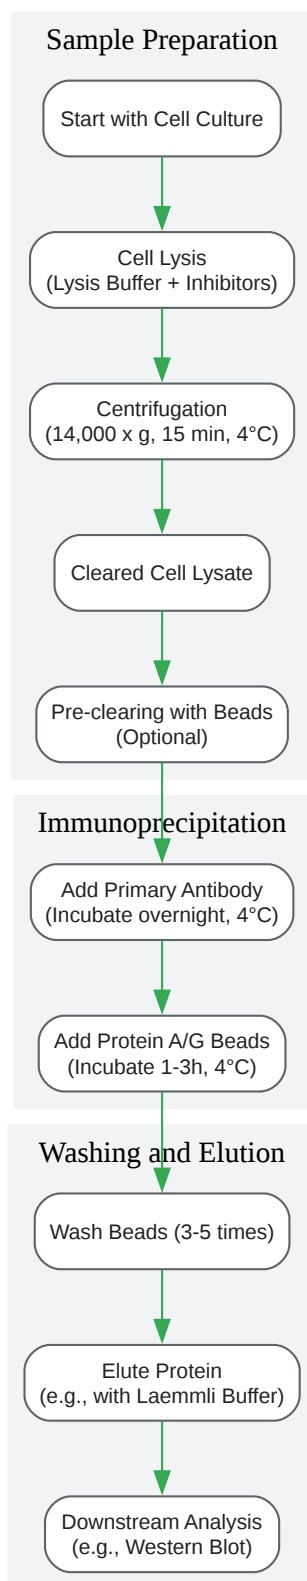 Sample Preparation
Start with Cell Culture
Cell Lysis
(Lysis Buffer + Inhibitors)
Centrifugation
(14,000 x g, 15 min, 4°C)
Cleared Cell Lysate
Pre-clearing with Beads
(Optional)
Immunoprecipitation
Add Primary Antibody
(Incubate overnight, 4°C)
Add Protein A/G Beads
(Incubate 1-3h, 4°C)
Washing and Elution
Wash Beads (3-5 times)
Elute Protein
(e.g., with Laemmli Buffer)
Downstream Analysis
(e.g., Western Blot)